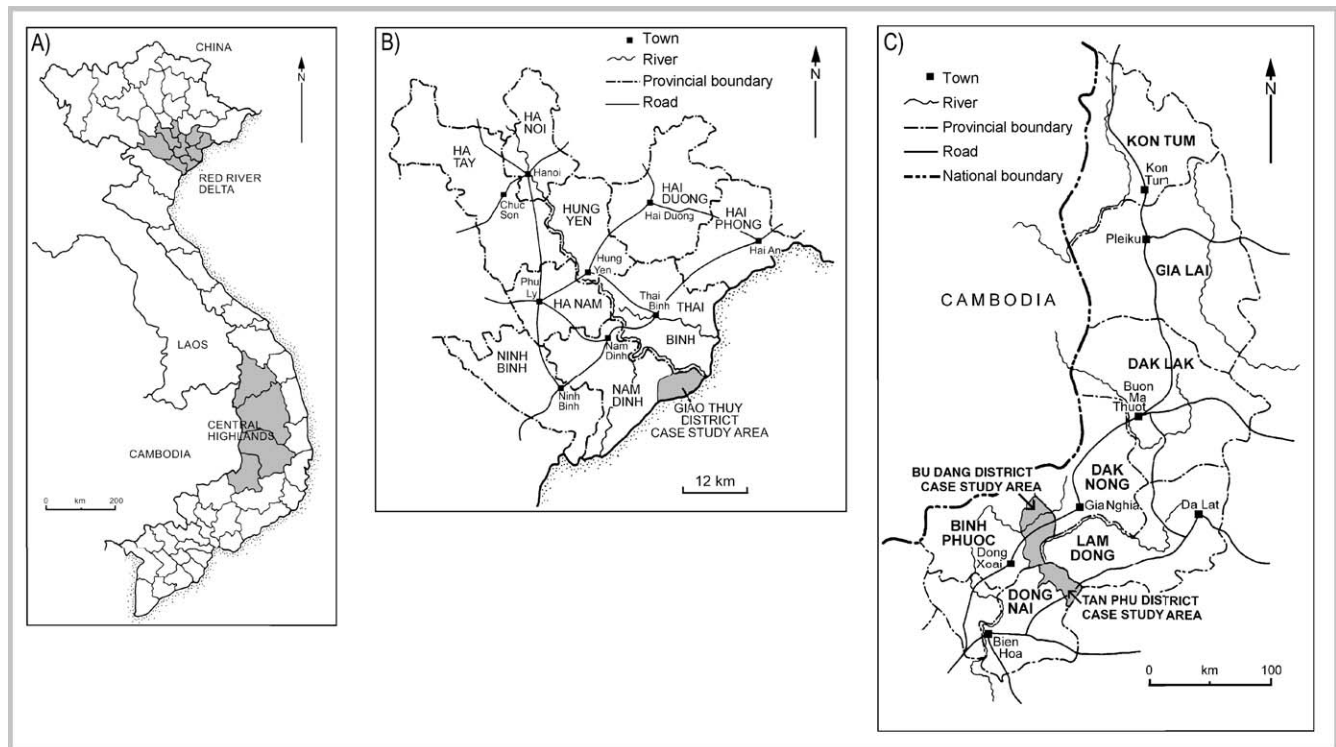 A)
CHINA
N
RED RIVER
DELTA
LAOS
CENTRAL
HIGHLANDS
CAMBODIA
0 km 200
B)
Town
River
Provincial boundary
Road
N
HA
NOI
HA
TAY
Hanoi
Chuc
Son
HUNG
YEN
HAI
DUONG
Hai Duong
HAI
PHONG
Hai An
Hung
Yen
Phu
Ly
HA NAM
Thai
Binh
THAI
BINH
Nam
Dinh
NINH
BINH
Ninh
Binh
NAM
DINH
GIAO THUY
DISTRICT
CASE STUDY AREA
12 km
C)
Town
River
Provincial boundary
Road
National boundary
N
KON TUM
Kon
Tum
Pleiku
GIA LAI
CAMBODIA
DAK LAK
Buon
Ma
Thuot
DAK
NONG
BU DANG DISTRICT
CASE STUDY AREA
Gia Nghia
Da Lat
BINH
PHUOC
LAM
DONG
Dong
Xoai
DONG
NAI
TAN PHU DISTRICT
CASE STUDY AREA
Bien
Hoa
0 km 100